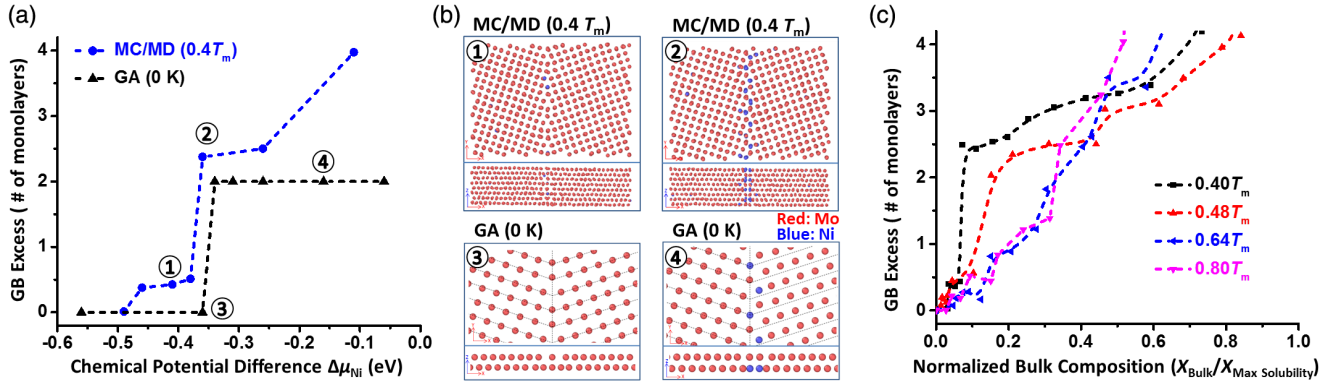 (a)
GB Excess ( # of monolayers)
4
3
2
1
0
MC/MD (0.4Tm)
GA (0 K)
①
②
③
④
-0.6 -0.5 -0.4 -0.3 -0.2 -0.1 0.0
Chemical Potential Difference ΔμNi (eV)
(b)
MC/MD (0.4 Tm)
①
MC/MD (0.4 Tm)
②
Red: Mo
Blue: Ni
GA (0 K)
③
GA (0 K)
④
(c)
GB Excess ( # of monolayers)
4
3
2
1
0
0.40Tm
0.48Tm
0.64Tm
0.80Tm
0.0 0.2 0.4 0.6 0.8 1.0
Normalized Bulk Composition (XBulk/XMax Solubility)